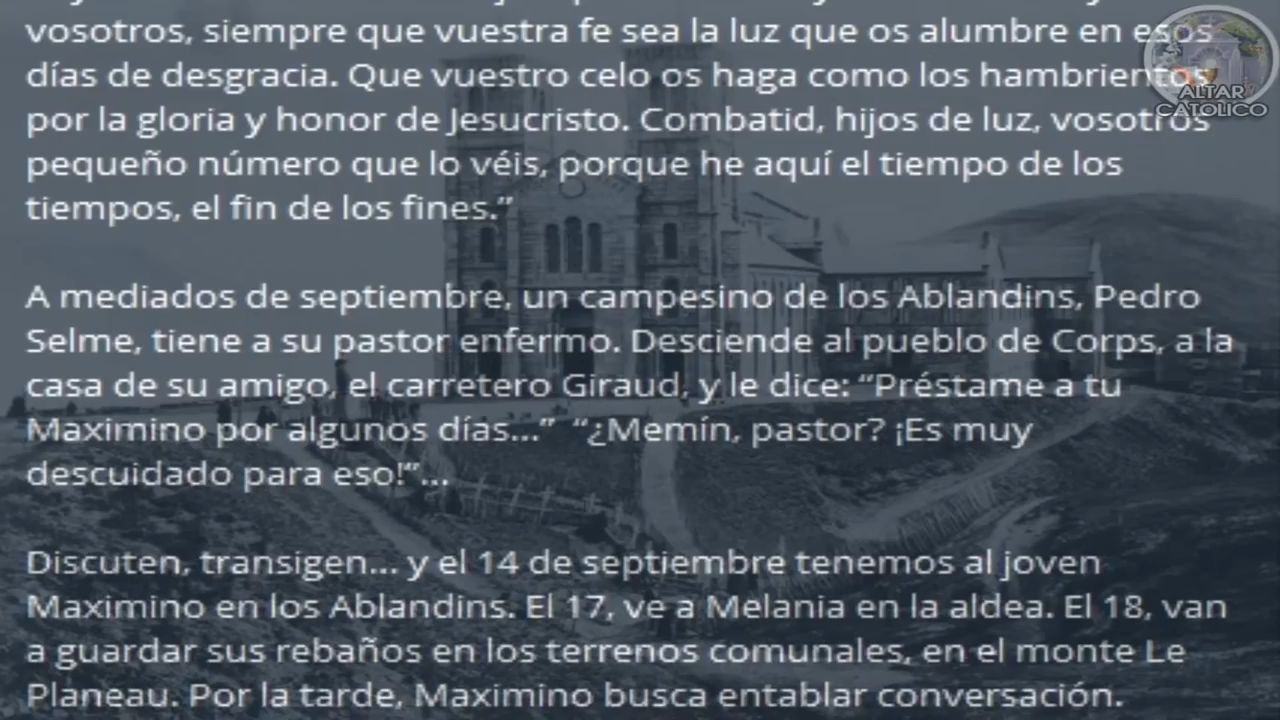 vosotros, siempre que vuestra fe sea la luz que os alumbre en esos
días de desgracia. Que vuestro celo os haga como los hambrientos
por la gloria y honor de Jesucristo. Combatid, hijos de luz, vosotros
pequeño número que lo véis, porque he aquí el tiempo de los
tiempos, el fin de los fines.”
A mediados de septiembre, un campesino de los Ablandins, Pedro
Selme, tiene a su pastor enfermo. Desciende al pueblo de Corps, a la
casa de su amigo, el carretero Giraud, y le dice: “Préstame a tu
Maximino por algunos días...” “¿Memín, pastor? ¡Es muy
descuidado para eso!”...
Discuten, transigen... y el 14 de septiembre tenemos al joven
Maximino en los Ablandins. El 17, ve a Melania en la aldea. El 18, van
a guardar sus rebaños en los terrenos comunales, en el monte Le
Planeau. Por la tarde, Maximino busca entablar conversación.
ALTAR
CATOLICO